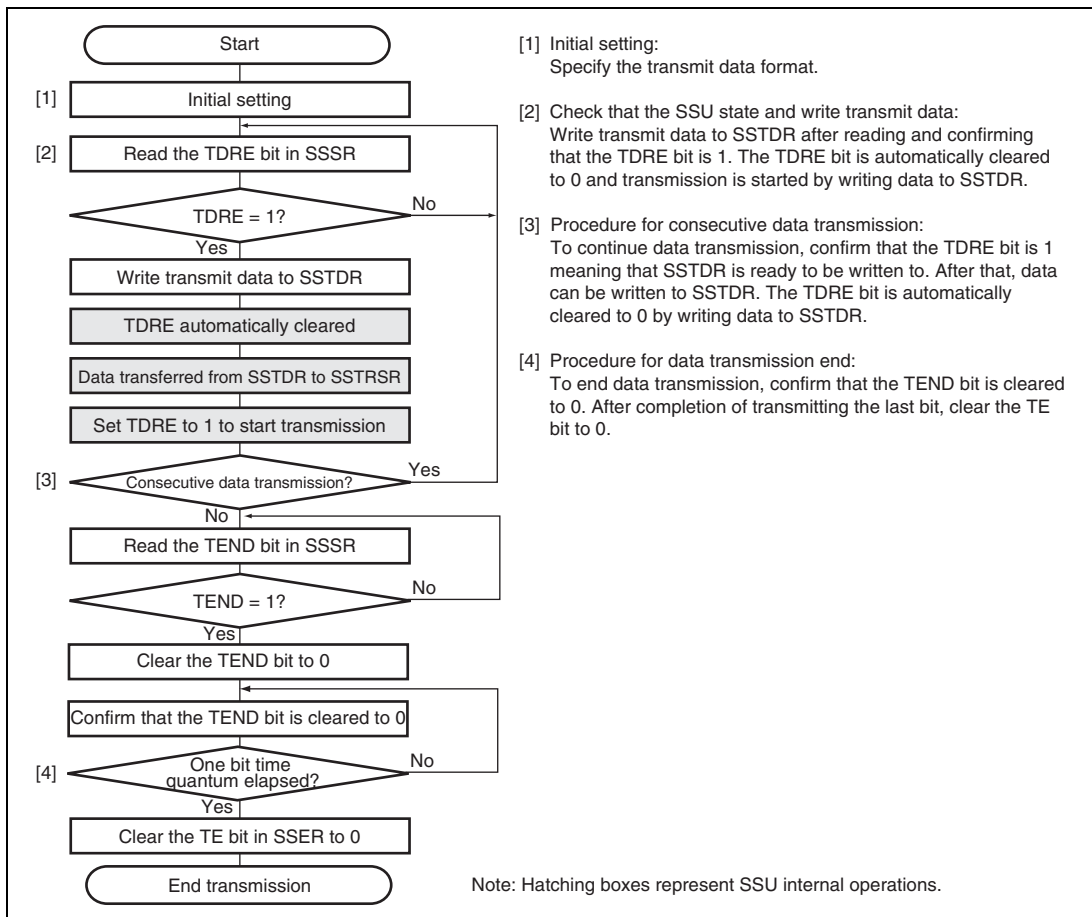 Start
[1] Initial setting
[2] Read the TDRE bit in SSSR
TDRE = 1?
No
Yes
Write transmit data to SSTDR
TDRE automatically cleared
Data transferred from SSTDR to SSTRSR
Set TDRE to 1 to start transmission
[3] Consecutive data transmission?
Yes
No
Read the TEND bit in SSSR
TEND = 1?
No
Yes
Clear the TEND bit to 0
Confirm that the TEND bit is cleared to 0
[4] One bit time
quantum elapsed?
No
Yes
Clear the TE bit in SSER to 0
End transmission
[1] Initial setting:
Specify the transmit data format.
[2] Check that the SSU state and write transmit data:
Write transmit data to SSTDR after reading and confirming
that the TDRE bit is 1. The TDRE bit is automatically cleared
to 0 and transmission is started by writing data to SSTDR.
[3] Procedure for consecutive data transmission:
To continue data transmission, confirm that the TDRE bit is 1
meaning that SSTDR is ready to be written to. After that, data
can be written to SSTDR. The TDRE bit is automatically
cleared to 0 by writing data to SSTDR.
[4] Procedure for data transmission end:
To end data transmission, confirm that the TEND bit is cleared
to 0. After completion of transmitting the last bit, clear the TE
bit to 0.
Note: Hatching boxes represent SSU internal operations.